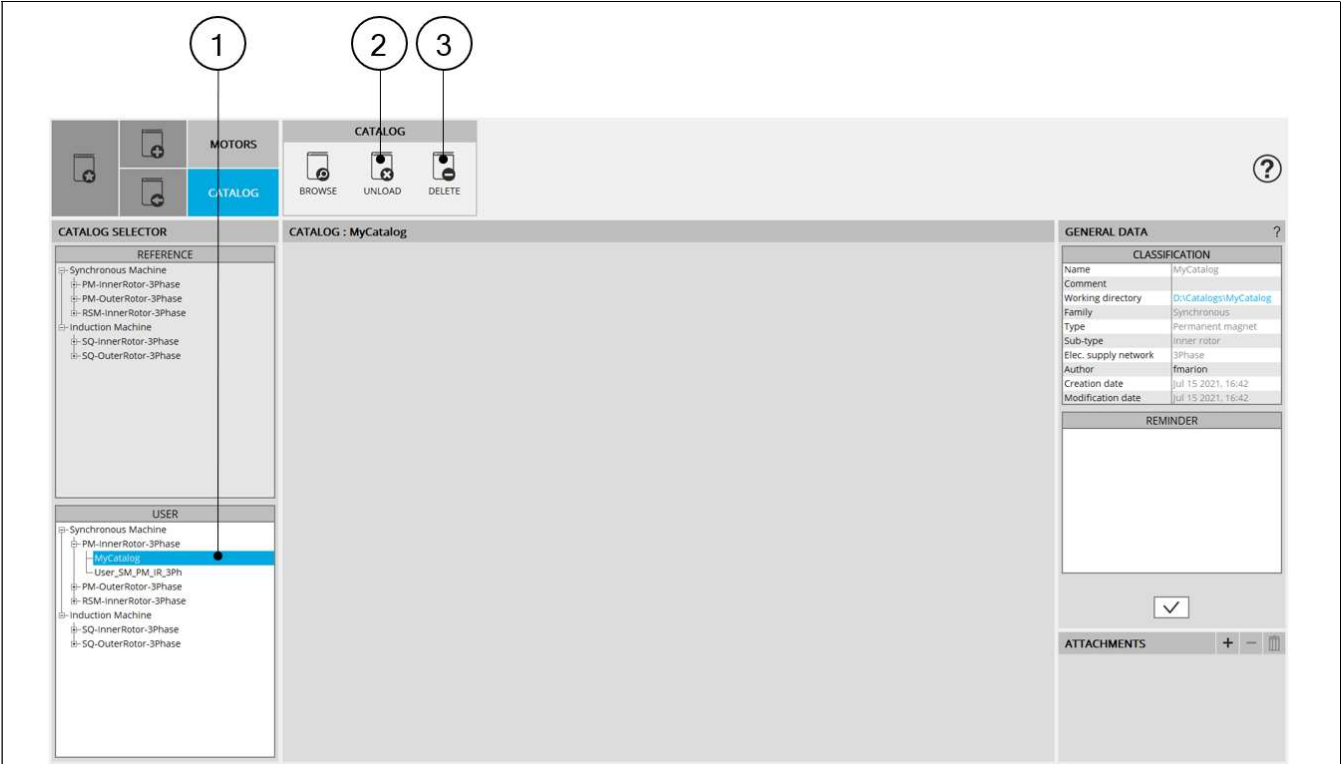 1 2 3
MOTORS
CATALOG
CATALOG
BROWSE UNLOAD DELETE
?
CATALOG SELECTOR
REFERENCE
Synchronous Machine
PM-InnerRotor-3Phase
PM-OuterRotor-3Phase
RSM-InnerRotor-3Phase
Induction Machine
SQ-InnerRotor-3Phase
SQ-OuterRotor-3Phase
USER
Synchronous Machine
PM-InnerRotor-3Phase
MyCatalog
User_SM_PM_IR_3Ph
PM-OuterRotor-3Phase
RSM-InnerRotor-3Phase
Induction Machine
SQ-InnerRotor-3Phase
SQ-OuterRotor-3Phase
CATALOG : MyCatalog
GENERAL DATA ?
CLASSIFICATION
Name MyCatalog
Comment
Working directory D:\Catalogs\MyCatalog
Family Synchronous
Type Permanent magnet
Sub-type Inner rotor
Elec. supply network 3Phase
Author fmarion
Creation date Jul 15 2021, 16:42
Modification date Jul 15 2021, 16:42
REMINDER
ATTACHMENTS + −